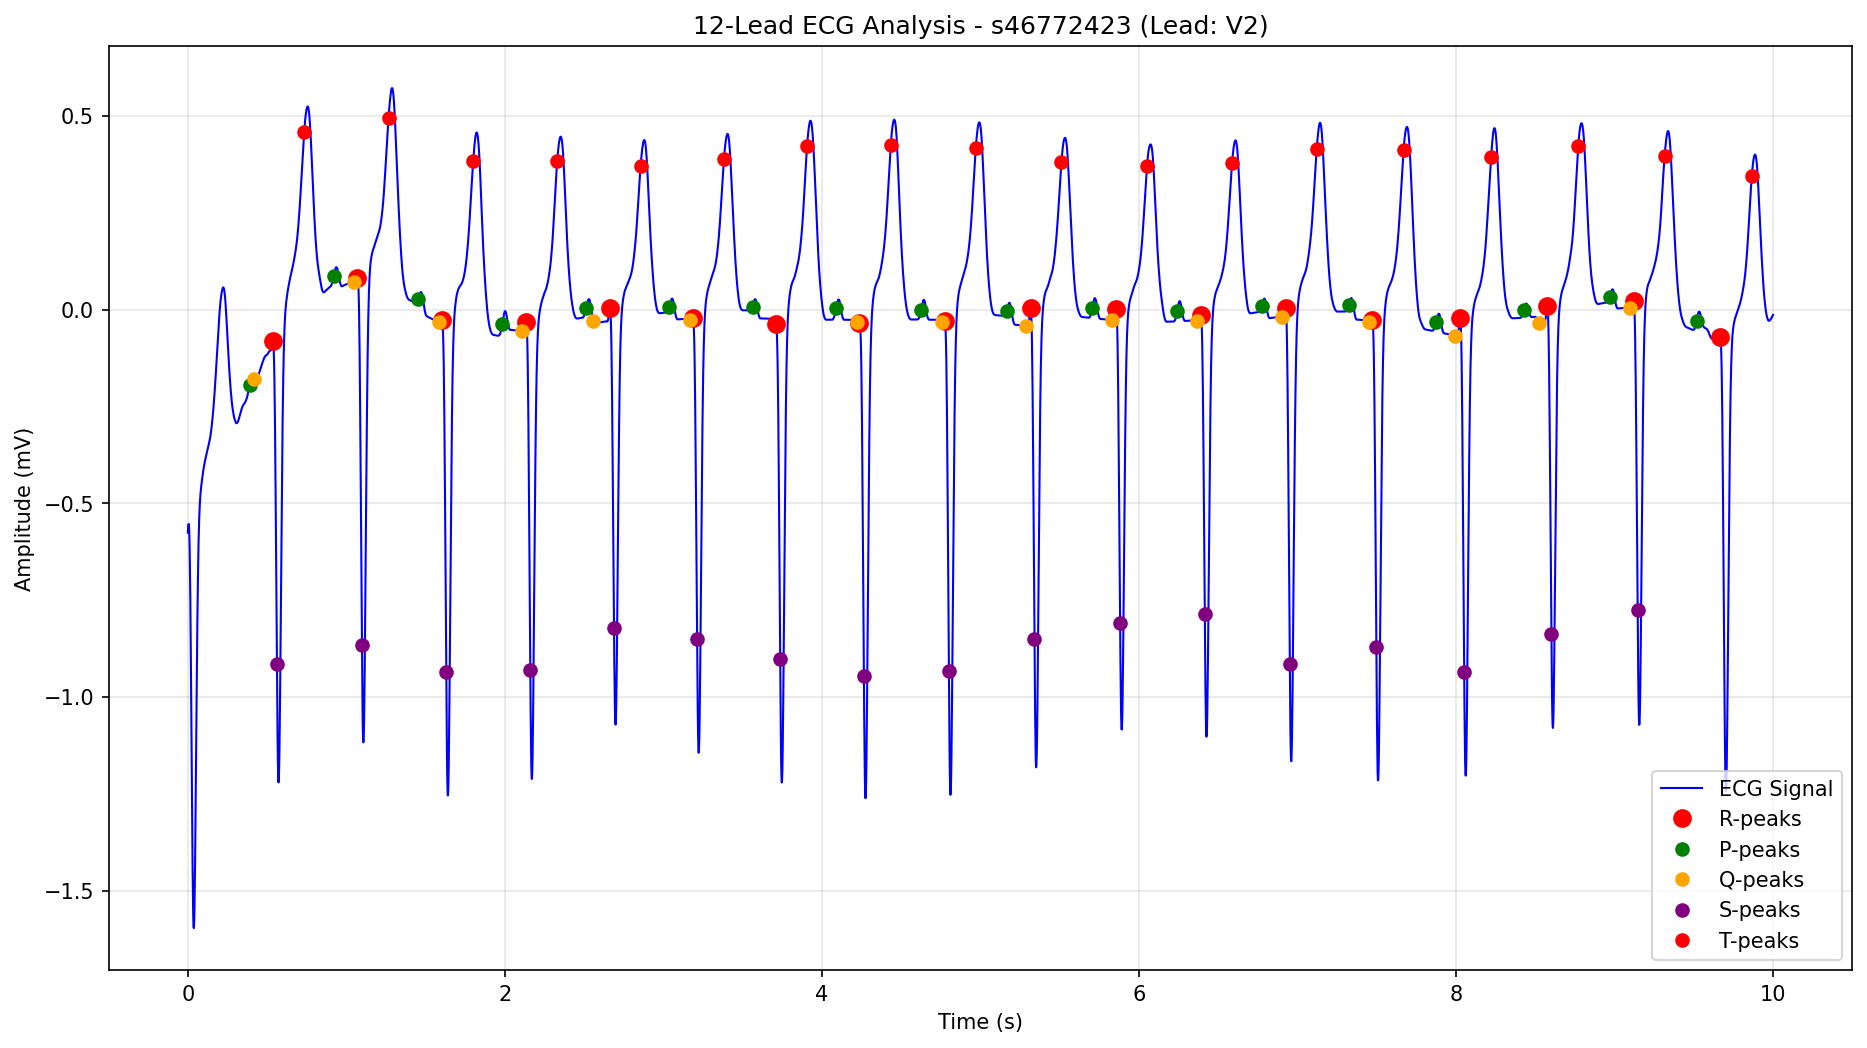 12-Lead ECG Analysis - s46772423 (Lead: V2)
Amplitude (mV)
0.5
0.0
−0.5
−1.0
−1.5
0 2 4 6 8 10
Time (s)
ECG Signal
R-peaks
P-peaks
Q-peaks
S-peaks
T-peaks